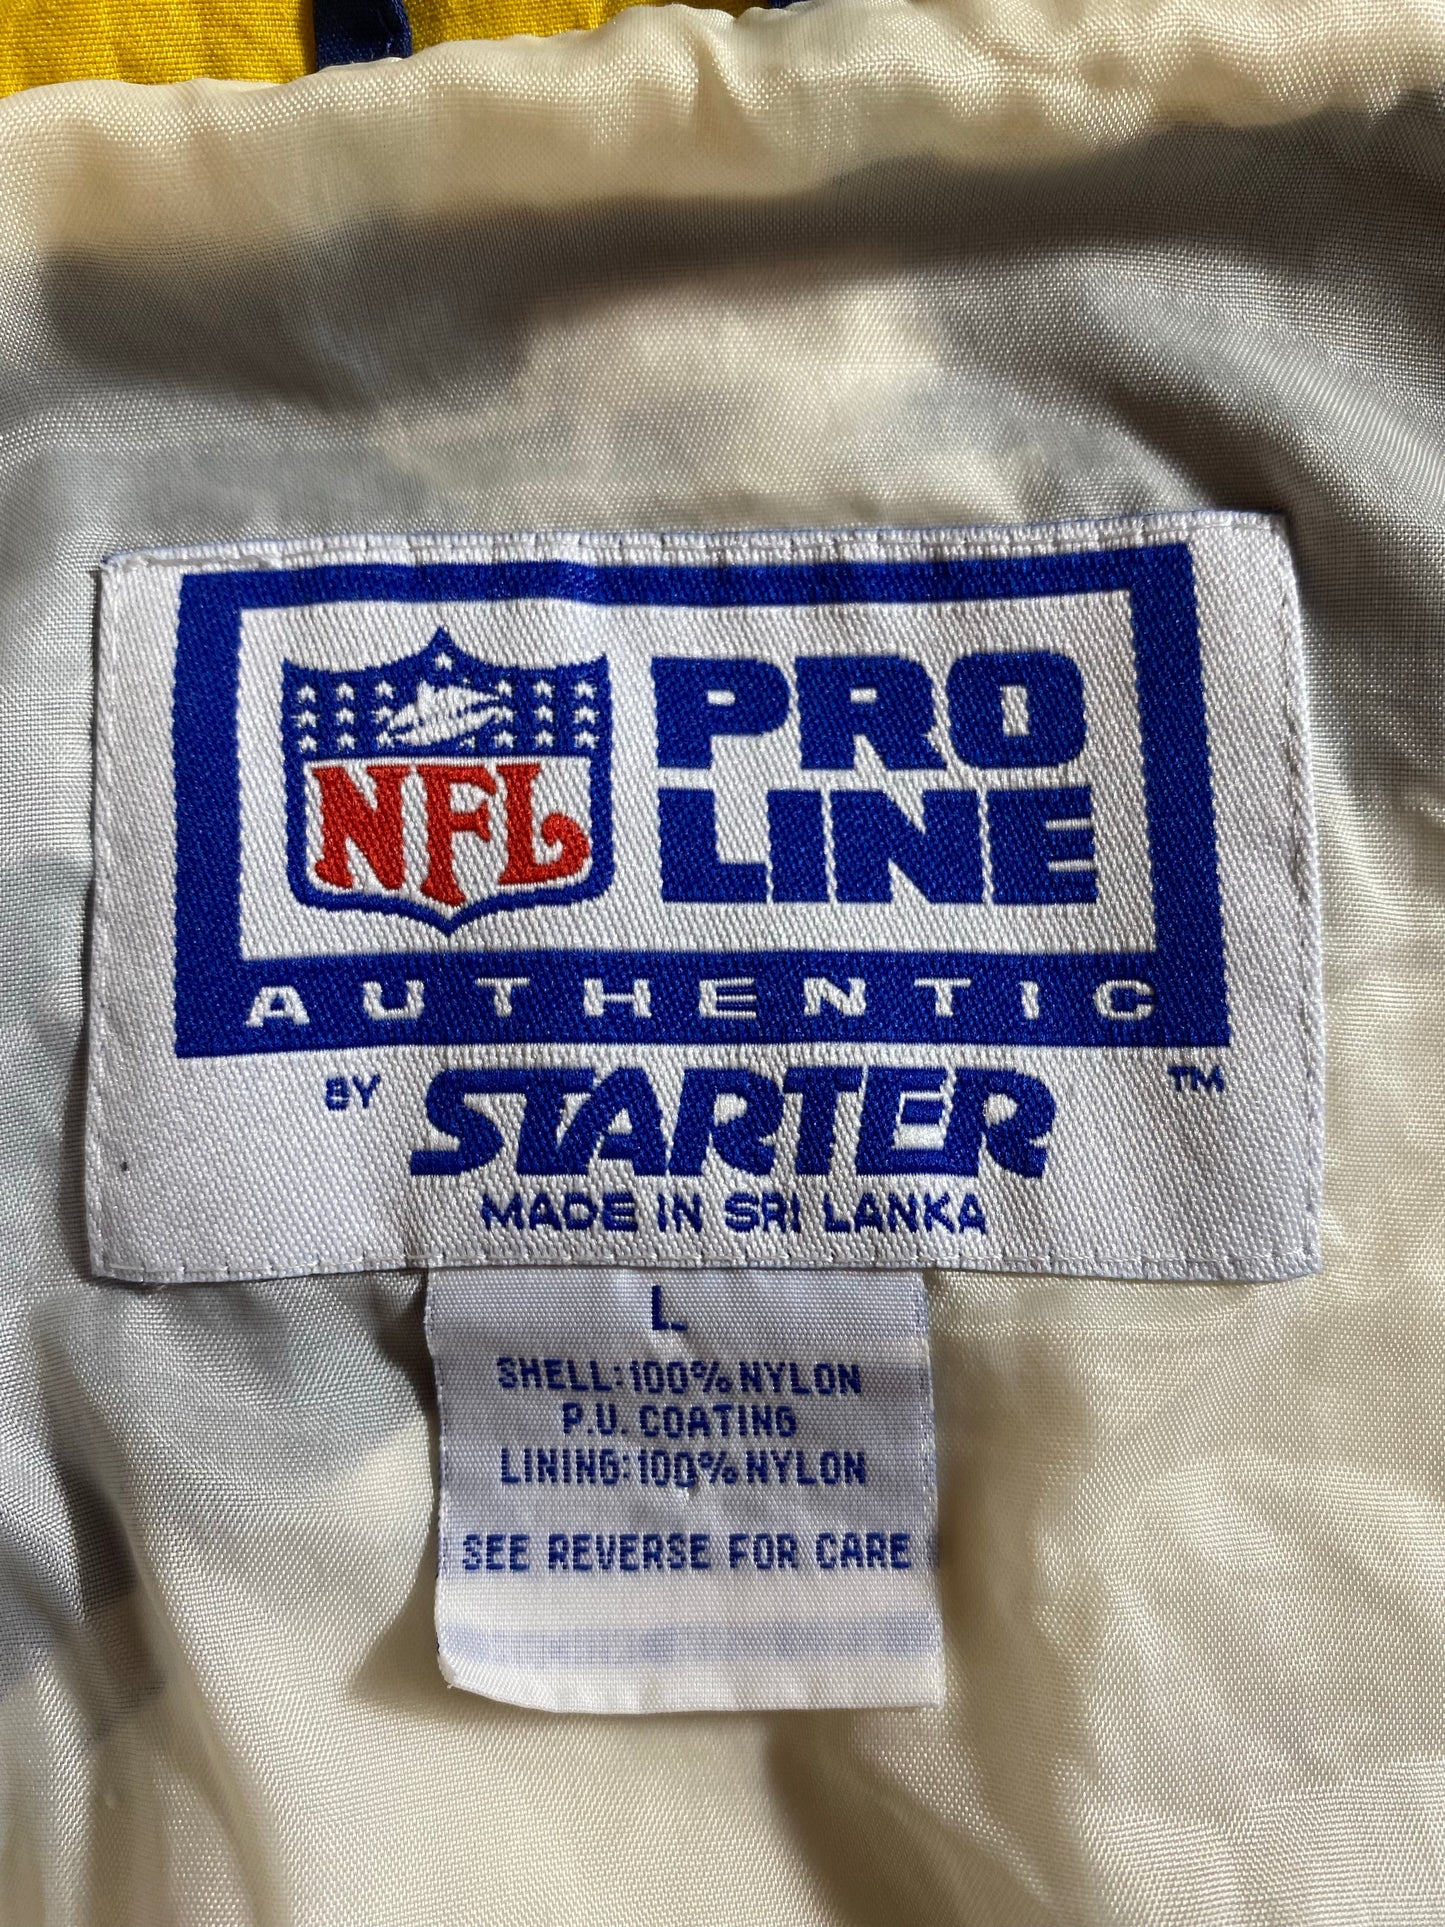 NFL
PRO
LINE
AUTHENTIC
BY STARTER ™
MADE IN SRI LANKA
L
SHELL:100% NYLON
P.U. COATING
LINING:100% NYLON
SEE REVERSE FOR CARE